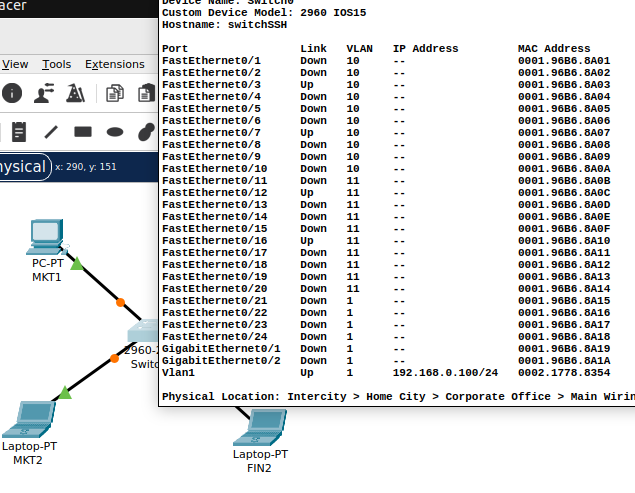 acer
View Tools Extensions
hysical x: 290, y: 151
Device Name: Switch0
Custom Device Model: 2960 IOS15
Hostname: switchSSH
Port Link VLAN IP Address MAC Address
FastEthernet0/1 Down 10 -- 0001.96B6.8A01
FastEthernet0/2 Down 10 -- 0001.96B6.8A02
FastEthernet0/3 Up 10 -- 0001.96B6.8A03
FastEthernet0/4 Down 10 -- 0001.96B6.8A04
FastEthernet0/5 Down 10 -- 0001.96B6.8A05
FastEthernet0/6 Down 10 -- 0001.96B6.8A06
FastEthernet0/7 Up 10 -- 0001.96B6.8A07
FastEthernet0/8 Down 10 -- 0001.96B6.8A08
FastEthernet0/9 Down 10 -- 0001.96B6.8A09
FastEthernet0/10 Down 10 -- 0001.96B6.8A0A
FastEthernet0/11 Down 11 -- 0001.96B6.8A0B
FastEthernet0/12 Up 11 -- 0001.96B6.8A0C
FastEthernet0/13 Down 11 -- 0001.96B6.8A0D
FastEthernet0/14 Down 11 -- 0001.96B6.8A0E
FastEthernet0/15 Down 11 -- 0001.96B6.8A0F
FastEthernet0/16 Up 11 -- 0001.96B6.8A10
FastEthernet0/17 Down 11 -- 0001.96B6.8A11
FastEthernet0/18 Down 11 -- 0001.96B6.8A12
FastEthernet0/19 Down 11 -- 0001.96B6.8A13
FastEthernet0/20 Down 11 -- 0001.96B6.8A14
FastEthernet0/21 Down 1 -- 0001.96B6.8A15
FastEthernet0/22 Down 1 -- 0001.96B6.8A16
FastEthernet0/23 Down 1 -- 0001.96B6.8A17
FastEthernet0/24 Down 1 -- 0001.96B6.8A18
GigabitEthernet0/1 Down 1 -- 0001.96B6.8A19
GigabitEthernet0/2 Down 1 -- 0001.96B6.8A1A
Vlan1 Up 1 192.168.0.100/24 0002.1778.8354
Physical Location: Intercity > Home City > Corporate Office > Main Wirin
PC-PT
MKT1
2960-2
Switc
Laptop-PT
MKT2
Laptop-PT
FIN2